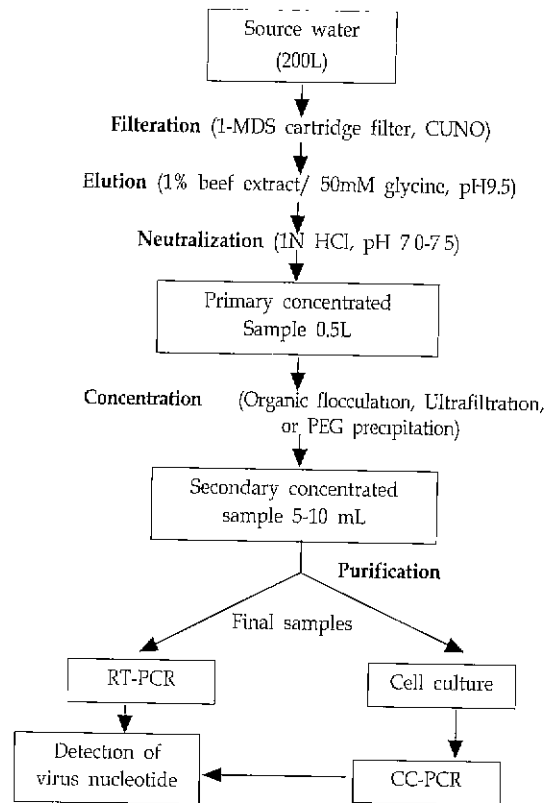 Source water
(200L)
Filteration (1-MDS cartridge filter, CUNO)
Elution (1% beef extract/ 50mM glycine, pH9.5)
Neutralization (1N HCl, pH 7 0-7 5)
Primary concentrated
Sample 0.5L
Concentration (Organic flocculation, Ultrafiltration,
or PEG precipitation)
Secondary concentrated
sample 5-10 mL
Purification
Final samples
RT-PCR
Cell culture
Detection of
virus nucleotide
CC-PCR